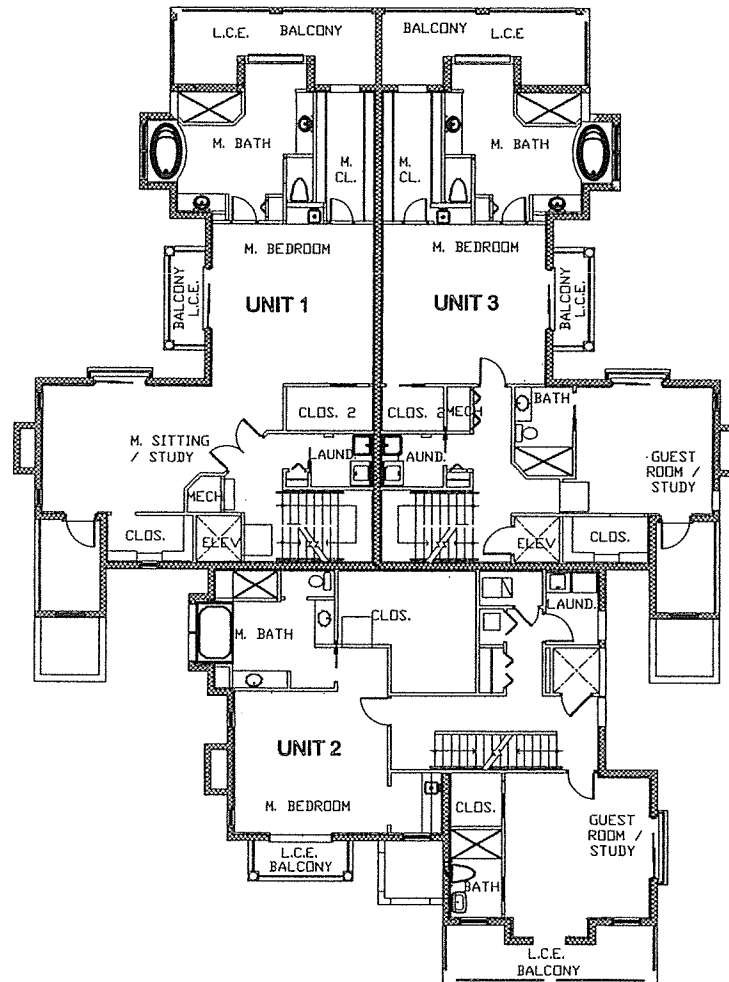 L.C.E. BALCONY
BALCONY L.C.E
M. BATH
M.
CL.
M.
CL.
M. BATH
M. BEDROOM
M. BEDROOM
BALCONY
L.C.E.
UNIT 1
UNIT 3
BALCONY
L.C.E.
CLOS. 2
CLOS. 2
MECH
BATH
M. SITTING
/ STUDY
LAUND.
LAUND.
GUEST
ROOM /
STUDY
MECH
CLOS.
ELEV
ELEV
CLOS.
M. BATH
CLOS.
LAUND.
UNIT 2
M. BEDROOM
CLOS.
GUEST
ROOM /
STUDY
L.C.E.
BALCONY
BATH
L.C.E.
BALCONY